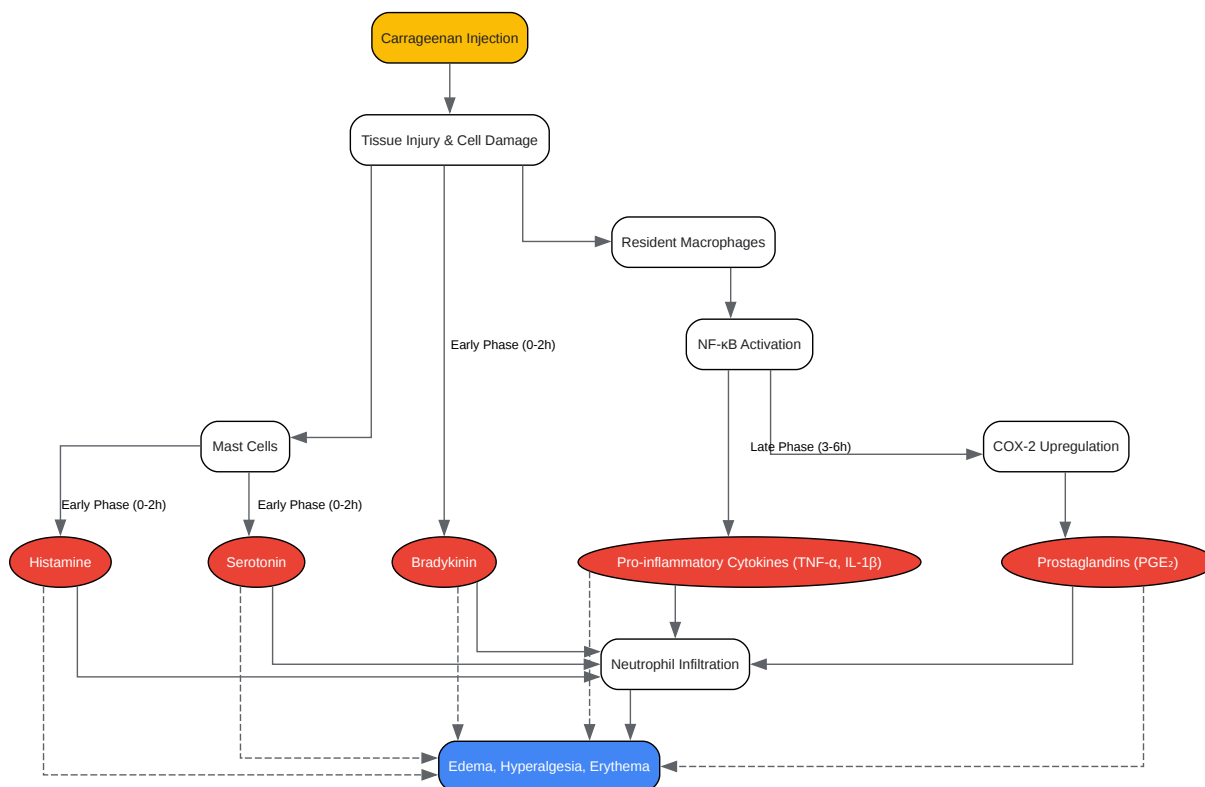 Carrageenan Injection
Tissue Injury & Cell Damage
Resident Macrophages
NF-κB Activation
Early Phase (0-2h)
Mast Cells
Late Phase (3-6h)
COX-2 Upregulation
Early Phase (0-2h)
Early Phase (0-2h)
Histamine
Serotonin
Bradykinin
Pro-inflammatory Cytokines (TNF-α, IL-1β)
Prostaglandins (PGE₂)
Neutrophil Infiltration
Edema, Hyperalgesia, Erythema